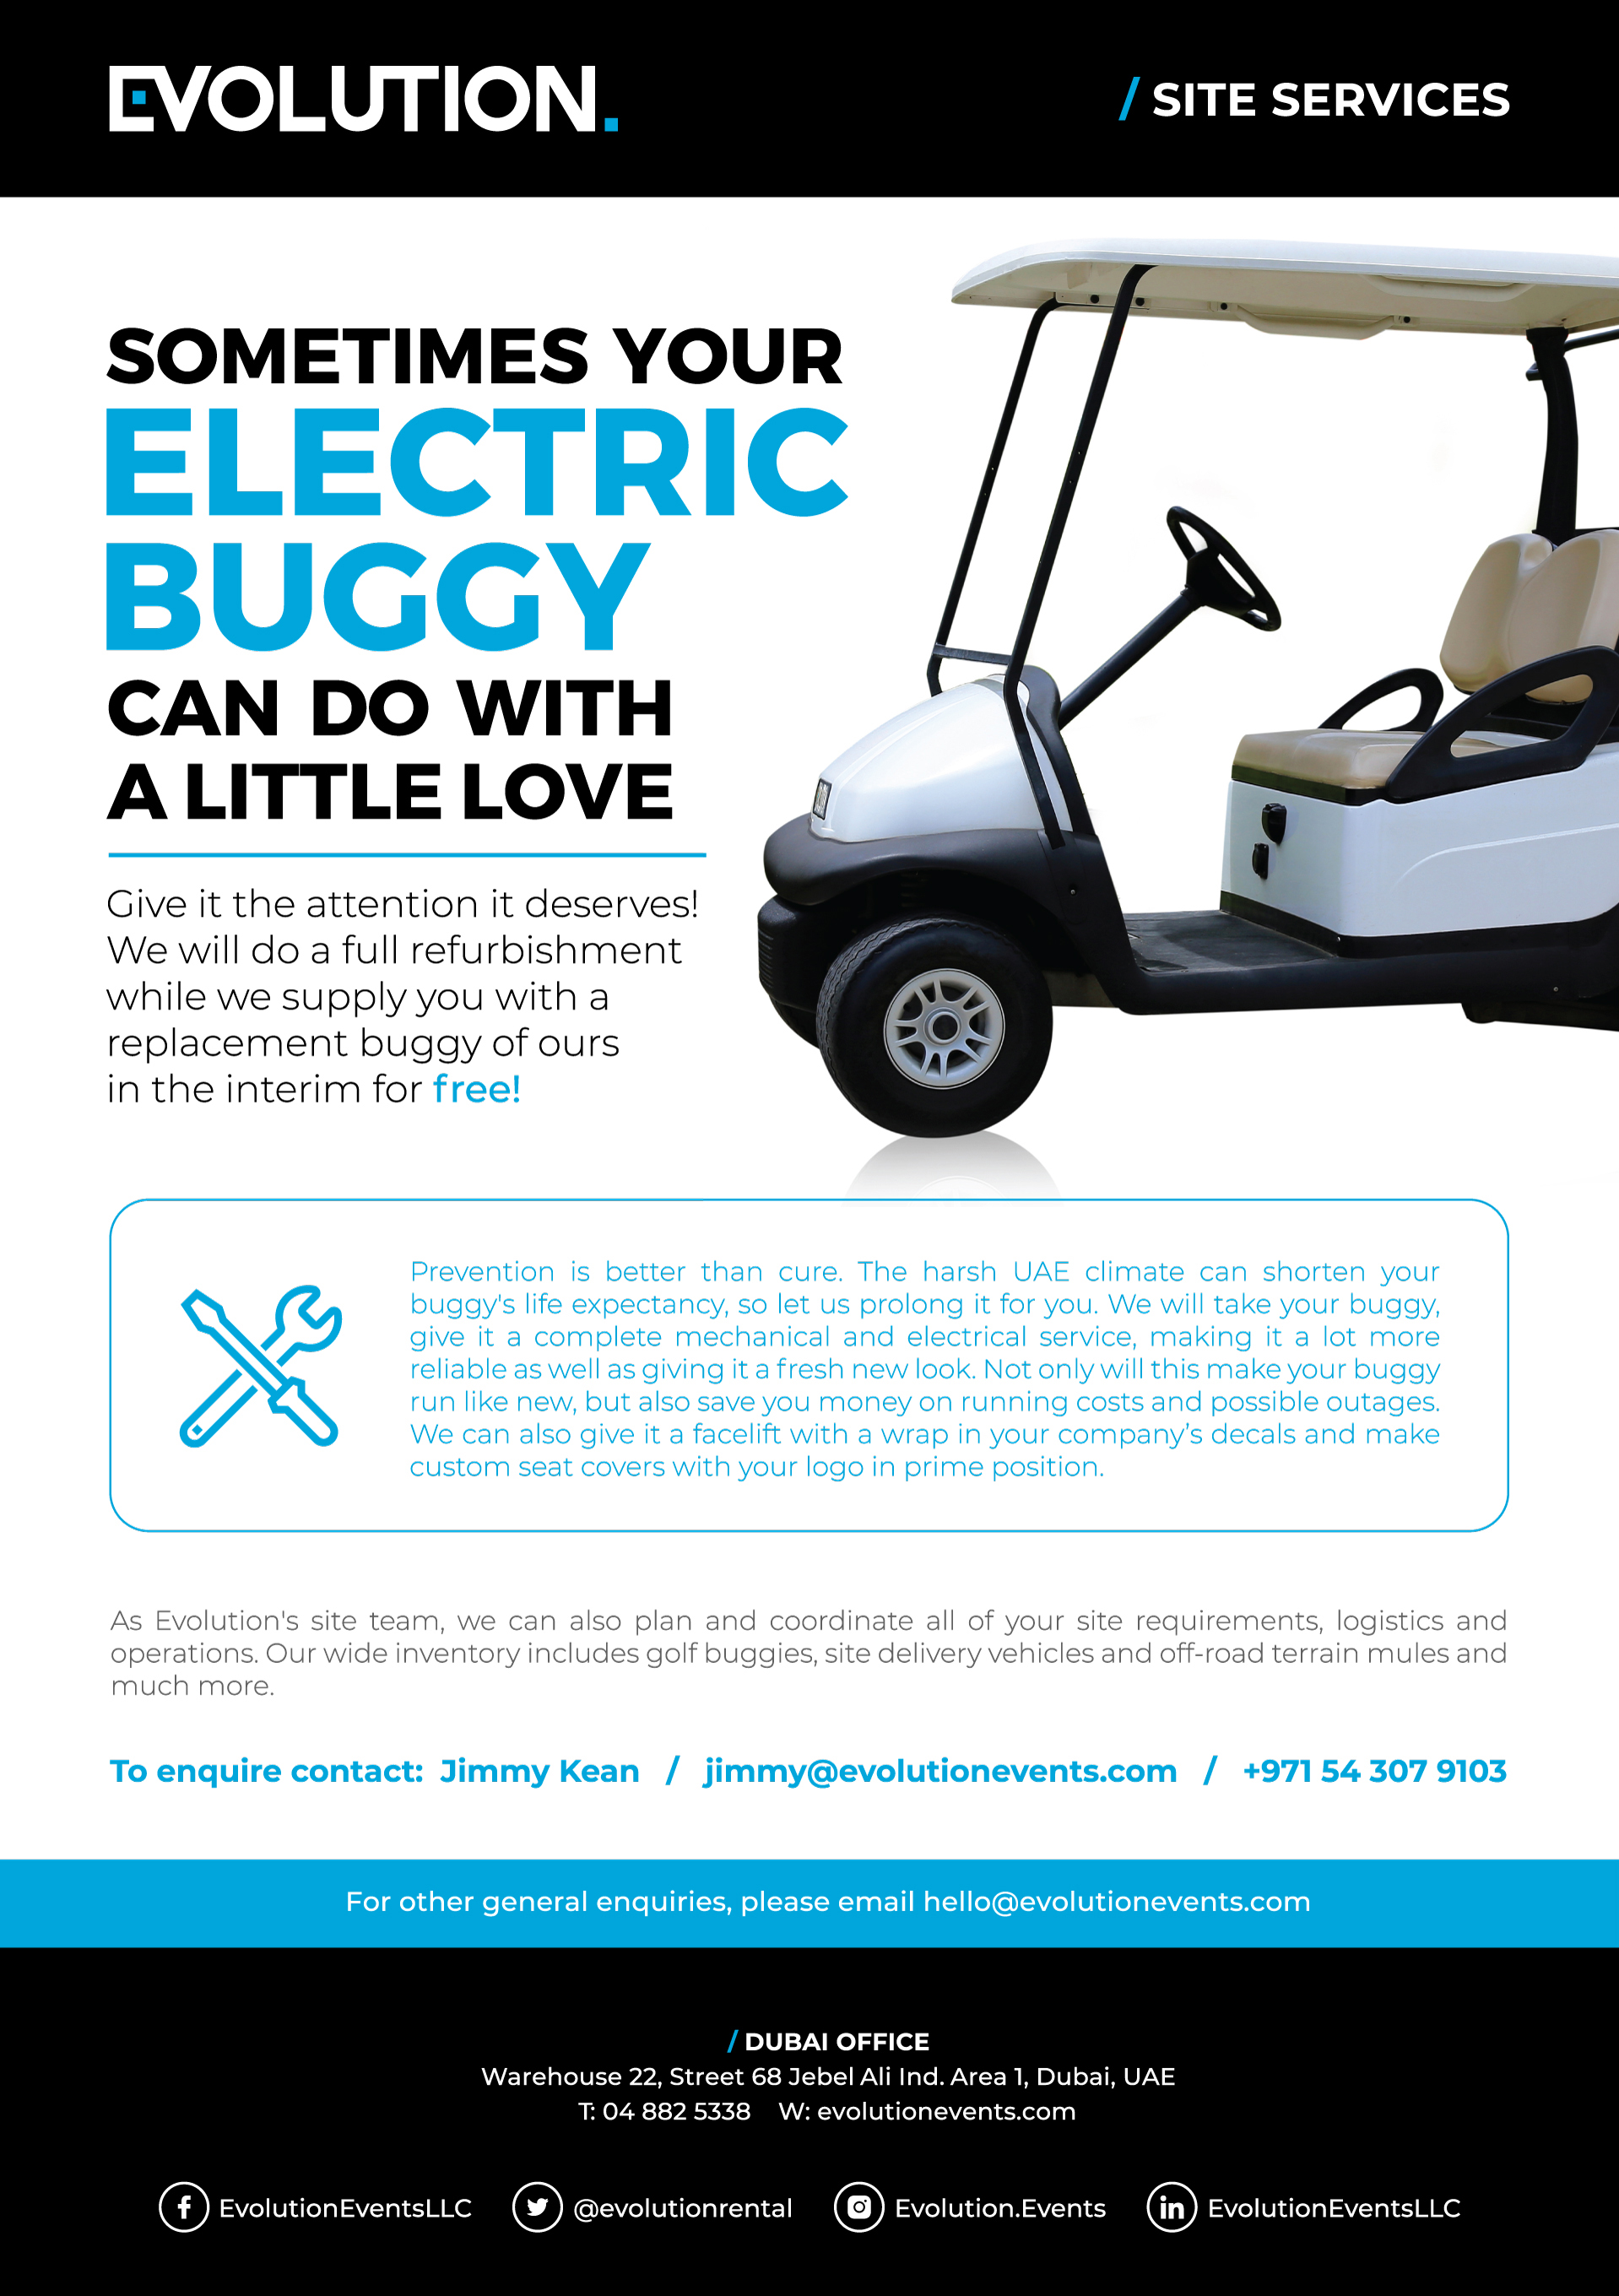 EVOLUTION.
/ SITE SERVICES
SOMETIMES YOUR
ELECTRIC
BUGGY
CAN DO WITH
A LITTLE LOVE
Give it the attention it deserves!
We will do a full refurbishment
while we supply you with a
replacement buggy of ours
in the interim for free!
Prevention is better than cure. The harsh UAE climate can shorten your
buggy's life expectancy, so let us prolong it for you. We will take your buggy,
give it a complete mechanical and electrical service, making it a lot more
reliable as well as giving it a fresh new look. Not only will this make your buggy
run like new, but also save you money on running costs and possible outages.
We can also give it a facelift with a wrap in your company’s decals and make
custom seat covers with your logo in prime position.
As Evolution's site team, we can also plan and coordinate all of your site requirements, logistics and
operations. Our wide inventory includes golf buggies, site delivery vehicles and off-road terrain mules and
much more.
To enquire contact: Jimmy Kean / jimmy@evolutionevents.com / +971 54 307 9103
For other general enquiries, please email hello@evolutionevents.com
/ DUBAI OFFICE
Warehouse 22, Street 68 Jebel Ali Ind. Area 1, Dubai, UAE
T: 04 882 5338 W: evolutionevents.com
EvolutionEventsLLC @evolutionrental Evolution.Events EvolutionEventsLLC